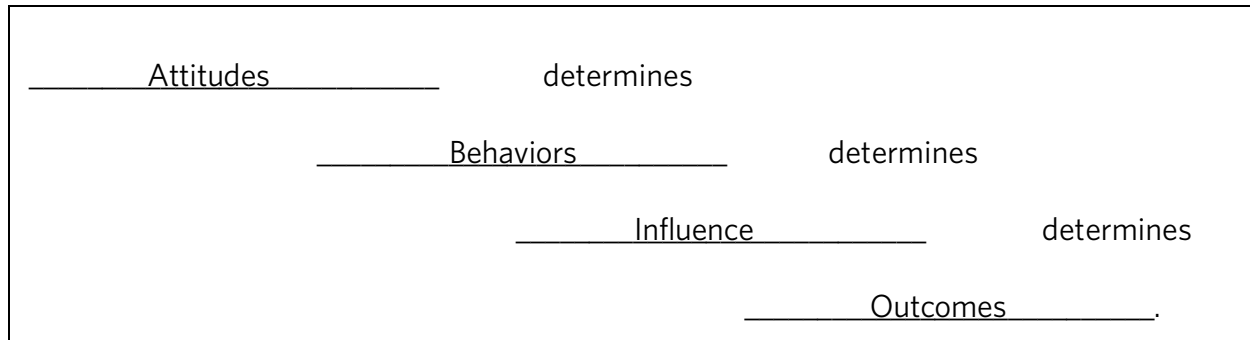 Attitudes determines
Behaviors determines
Influence determines
Outcomes.